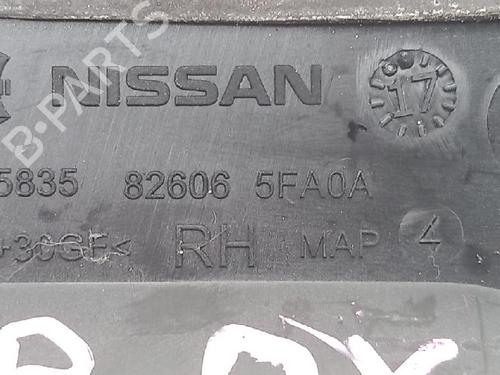 NISSAN 17
5835 82606 5FA0A
+30GF< RH MAP 4
B-PARTS